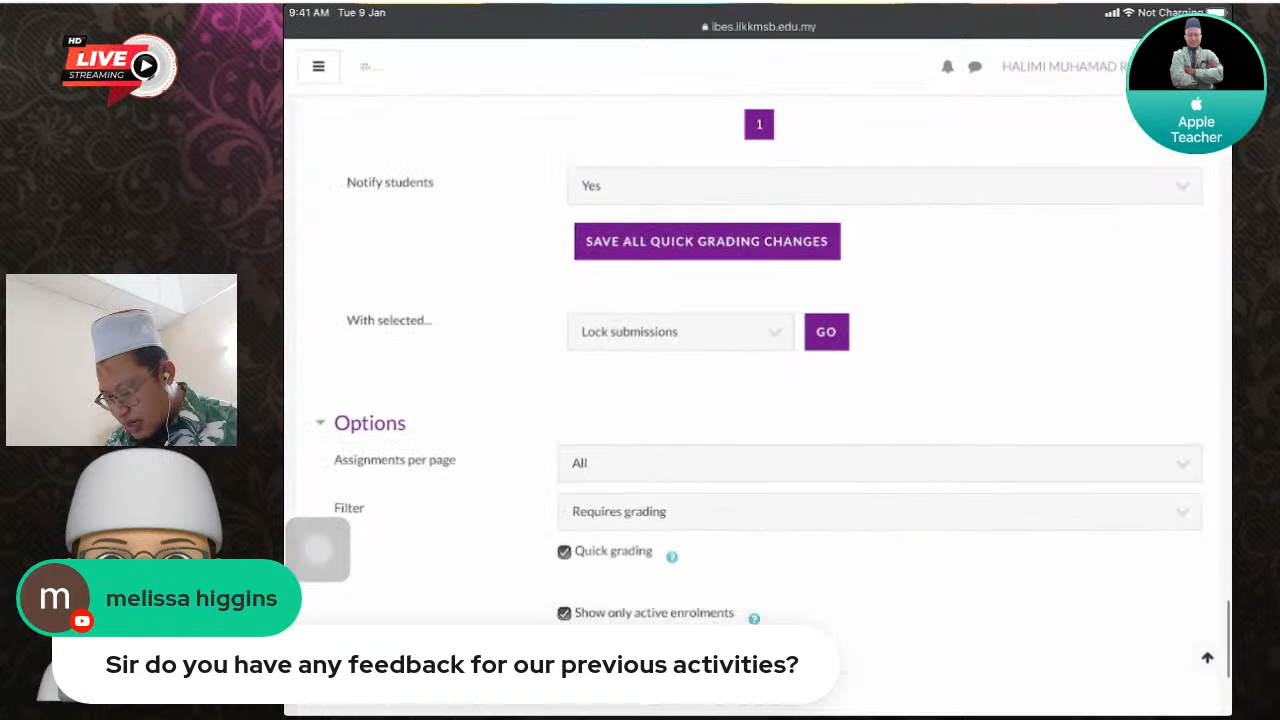 9:41 AM Tue 9 Jan
Not Charging
ibes.ilkkmsb.edu.my
HD
LIVE
STREAMING
HALIMI MUHAMAD R
Apple
Teacher
1
Notify students
Yes
SAVE ALL QUICK GRADING CHANGES
With selected...
Lock submissions
GO
Options
Assignments per page
All
Filter
Requires grading
Quick grading
?
Show only active enrolments
?
m
melissa higgins
Sir do you have any feedback for our previous activities?